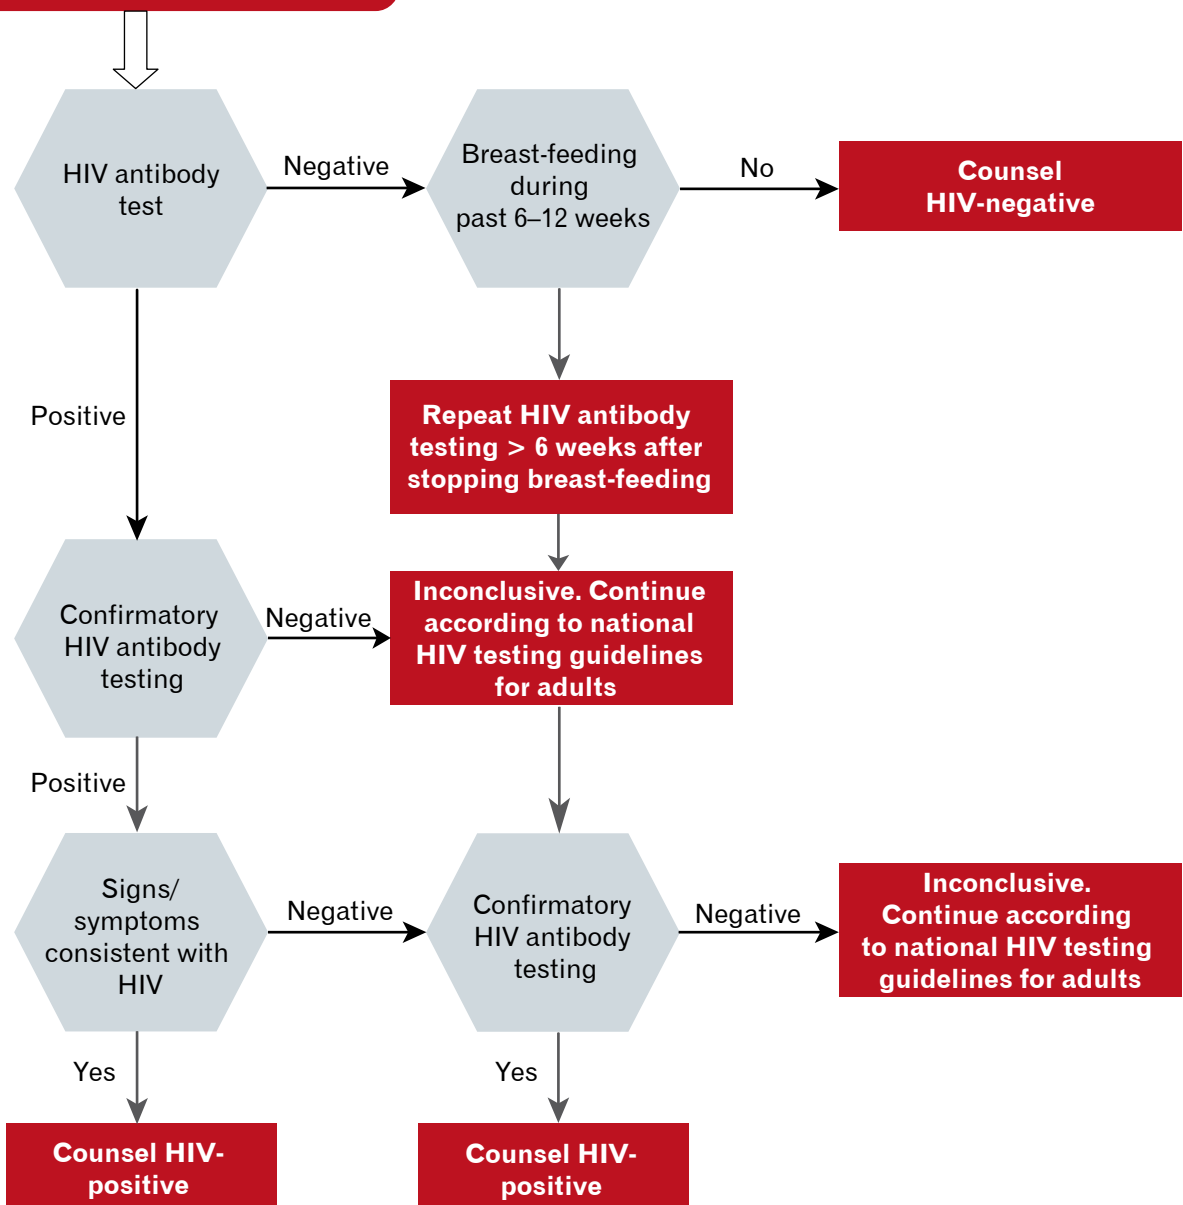 HIV antibody
test
Negative
Breast-feeding
during
past 6–12 weeks
No
Counsel
HIV-negative
Positive
Repeat HIV antibody
testing > 6 weeks after
stopping breast-feeding
Confirmatory
HIV antibody
testing
Negative
Inconclusive. Continue
according to national
HIV testing guidelines
for adults
Positive
Signs/
symptoms
consistent with
HIV
Negative
Confirmatory
HIV antibody
testing
Negative
Inconclusive.
Continue according
to national HIV testing
guidelines for adults
Yes
Yes
Counsel HIV-
positive
Counsel HIV-
positive